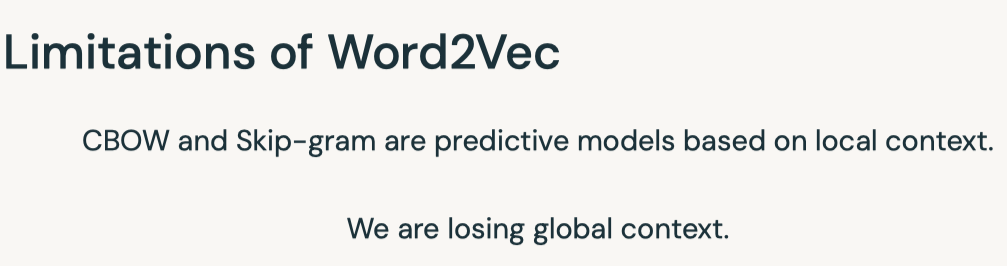 Limitations of Word2Vec
CBOW and Skip-gram are predictive models based on local context.
We are losing global context.